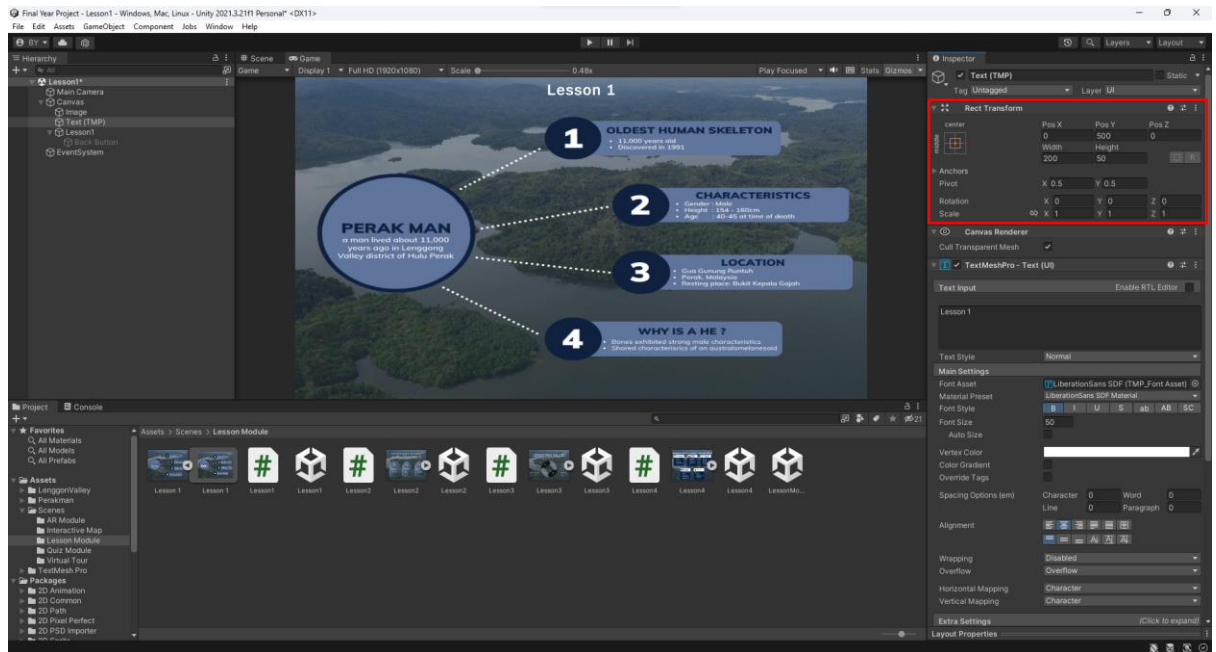 Final Year Project - Lesson1 - Windows, Mac, Linux - Unity 2021.3.21f1 Personal* <DX11>
File Edit Assets GameObject Component Jobs Window Help
BY
Layers Layout
Hierarchy
All
Lesson1*
Main Camera
Canvas
Image
Text (TMP)
Lesson1
Back Button
EventSystem
Scene Game
Game Display 1 Full HD (1920x1080) Scale 0.48x Play Focused Stats Gizmos
Lesson 1
1
OLDEST HUMAN SKELETON
• 11,000 years old
• Discovered in 1991
2
CHARACTERISTICS
• Gender : Male
• Height : 154 - 160cm
• Age : 40-45 at time of death
PERAK MAN
a man lived about 11,000
years ago in Lenggong
Valley district of Hulu Perak
3
LOCATION
• Gua Gunung Runtuh
• Perak, Malaysia
• Resting place: Bukit Kepala Gajah
4
WHY IS A HE ?
• Bones exhibited strong male characteristics
• Shared characteristics of an australomelanesoid
Project Console
21
Favorites
All Materials
All Models
All Prefabs
Assets
LenggonValley
Perakman
Scenes
AR Module
Interactive Map
Lesson Module
Quiz Module
Virtual Tour
TextMesh Pro
Packages
2D Animation
2D Common
2D Path
2D Pixel Perfect
2D PSD Importer
Assets > Scenes > Lesson Module
Lesson 1 Lesson 1 Lesson1 Lesson1 Lesson2 Lesson2 Lesson2 Lesson3 Lesson3 Lesson3 Lesson4 Lesson4 Lesson4 LessonMo...
Inspector
Text (TMP) Static
Tag Untagged Layer UI
Rect Transform
center Pos X Pos Y Pos Z
middle 0 500 0
Width Height
200 50 R
Anchors
Pivot X 0.5 Y 0.5
Rotation X 0 Y 0 Z 0
Scale X 1 Y 1 Z 1
Canvas Renderer
Cull Transparent Mesh
TextMeshPro - Text (UI)
Text Input Enable RTL Editor
Lesson 1
Text Style Normal
Main Settings
Font Asset LiberationSans SDF (TMP_Font Asset)
Material Preset LiberationSans SDF Material
Font Style B I U S ab AB SC
Font Size 50
Auto Size
Vertex Color
Color Gradient
Override Tags
Spacing Options (em) Character 0 Word 0
Line 0 Paragraph 0
Alignment
Wrapping Disabled
Overflow Overflow
Horizontal Mapping Character
Vertical Mapping Character
Extra Settings (Click to expand)
Layout Properties